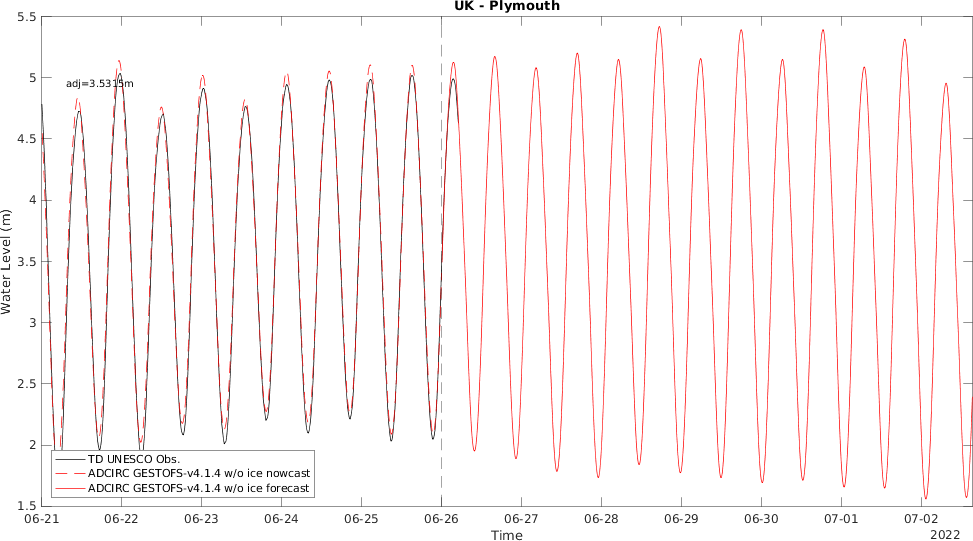 UK - Plymouth
5.5
5
4.5
4
3.5
3
2.5
2
1.5
Water Level (m)
adj=3.5315m
TD UNESCO Obs.
ADCIRC GESTOFS-v4.1.4 w/o ice nowcast
ADCIRC GESTOFS-v4.1.4 w/o ice forecast
06-21 06-22 06-23 06-24 06-25 06-26 06-27 06-28 06-29 06-30 07-01 07-02
Time
2022